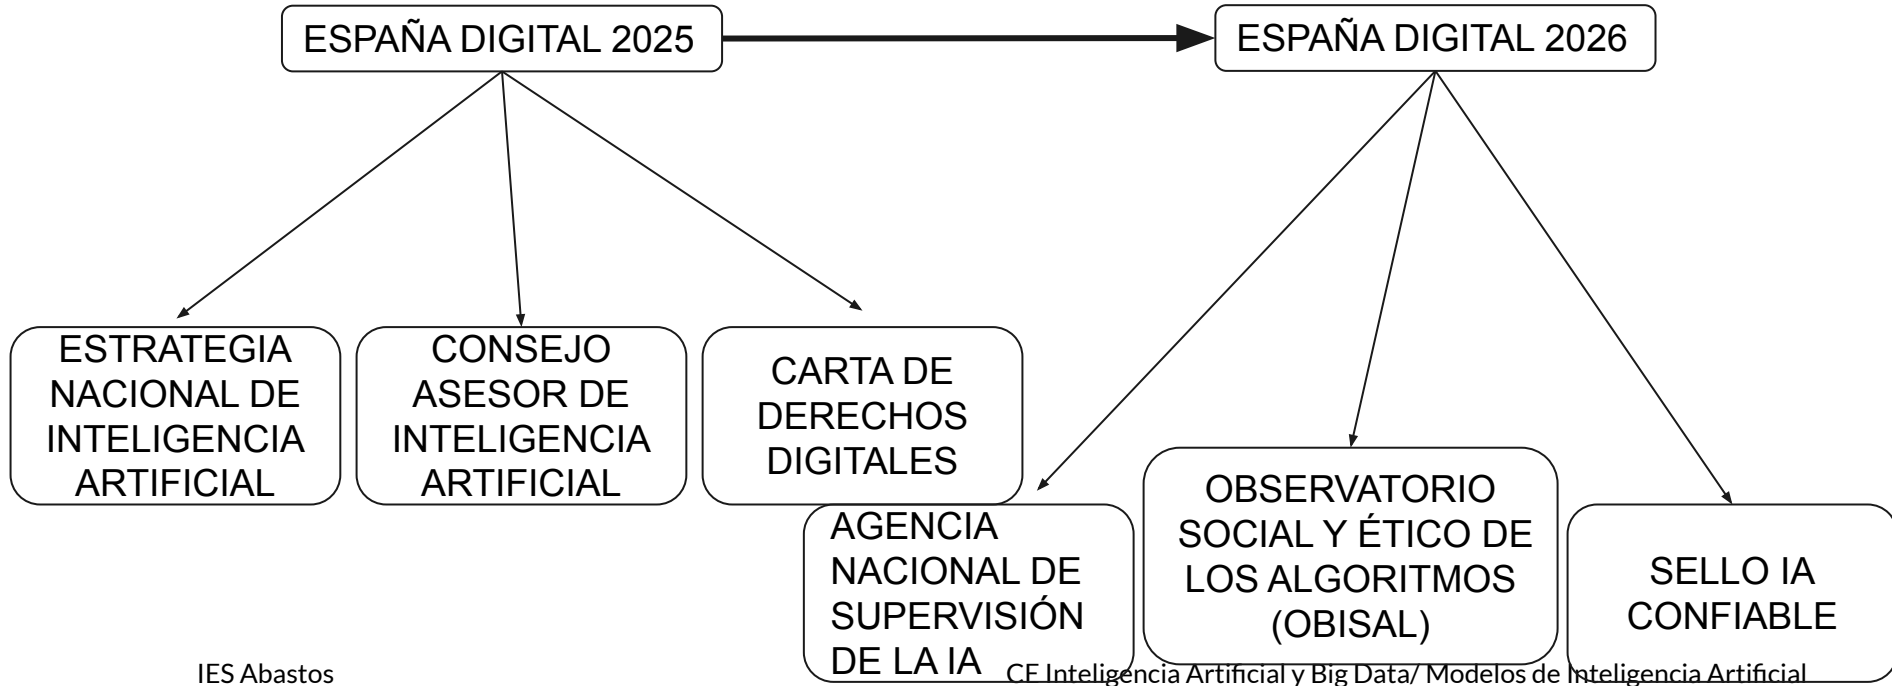 ESPAÑA DIGITAL 2025
ESPAÑA DIGITAL 2026
ESTRATEGIA
NACIONAL DE
INTELIGENCIA
ARTIFICIAL
CONSEJO
ASESOR DE
INTELIGENCIA
ARTIFICIAL
CARTA DE
DERECHOS
DIGITALES
AGENCIA
NACIONAL DE
SUPERVISIÓN
DE LA IA
OBSERVATORIO
SOCIAL Y ÉTICO DE
LOS ALGORITMOS
(OBISAL)
SELLO IA
CONFIABLE
IES Abastos
CE Inteligencia Artificial y Big Data/ Modelos de Inteligencia Artificial